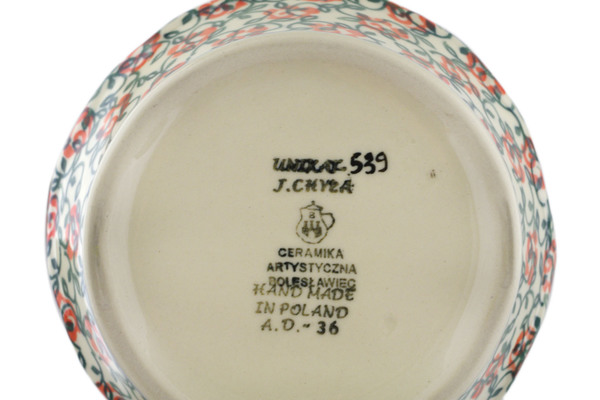 UNIKAT 539
J.CHYŁA
CERAMIKA
ARTYSTYCZNA
BOLESŁAWIEC
HAND MADE
IN POLAND
A.D.-36